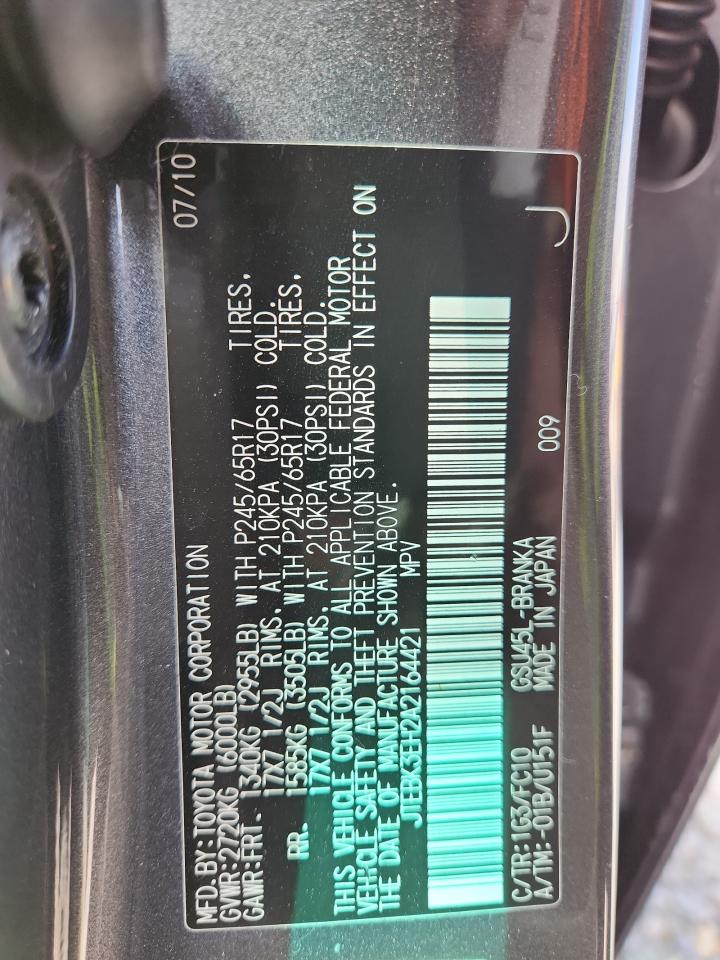 MFD.BY:TOYOTA MOTOR CORPORATION 07/10
GVWR:2720KG (6000LB)
GAWR:FRT. 1340KG (2955LB) WITH P245/65R17 TIRES,
17X7 1/2J RIMS, AT 210KPA (30PSI) COLD.
RR. 1585KG (3505LB) WITH P245/65R17 TIRES,
17X7 1/2J RIMS, AT 210KPA (30PSI) COLD.
THIS VEHICLE CONFORMS TO ALL APPLICABLE FEDERAL MOTOR
VEHICLE SAFETY AND THEFT PREVENTION STANDARDS IN EFFECT ON
THE DATE OF MANUFACTURE SHOWN ABOVE.
JTEBK3EH2A2164421 MPV
C/TR:1G3/FC10 GSU45L-BRANKA
A/TM:-01B/U151F MADE IN JAPAN 009
J